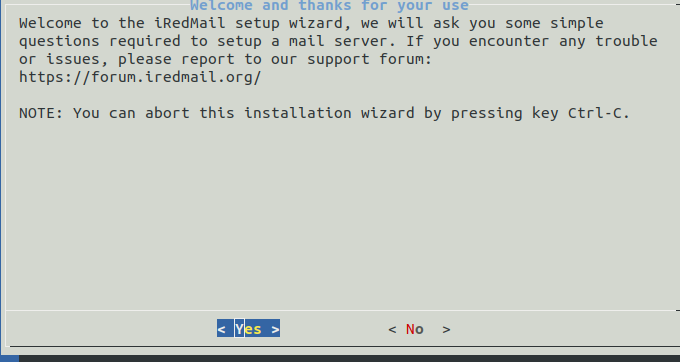 Welcome and thanks for your use
Welcome to the iRedMail setup wizard, we will ask you some simple
questions required to setup a mail server. If you encounter any trouble
or issues, please report to our support forum:
https://forum.iredmail.org/
NOTE: You can abort this installation wizard by pressing key Ctrl-C.
< Yes > < No >